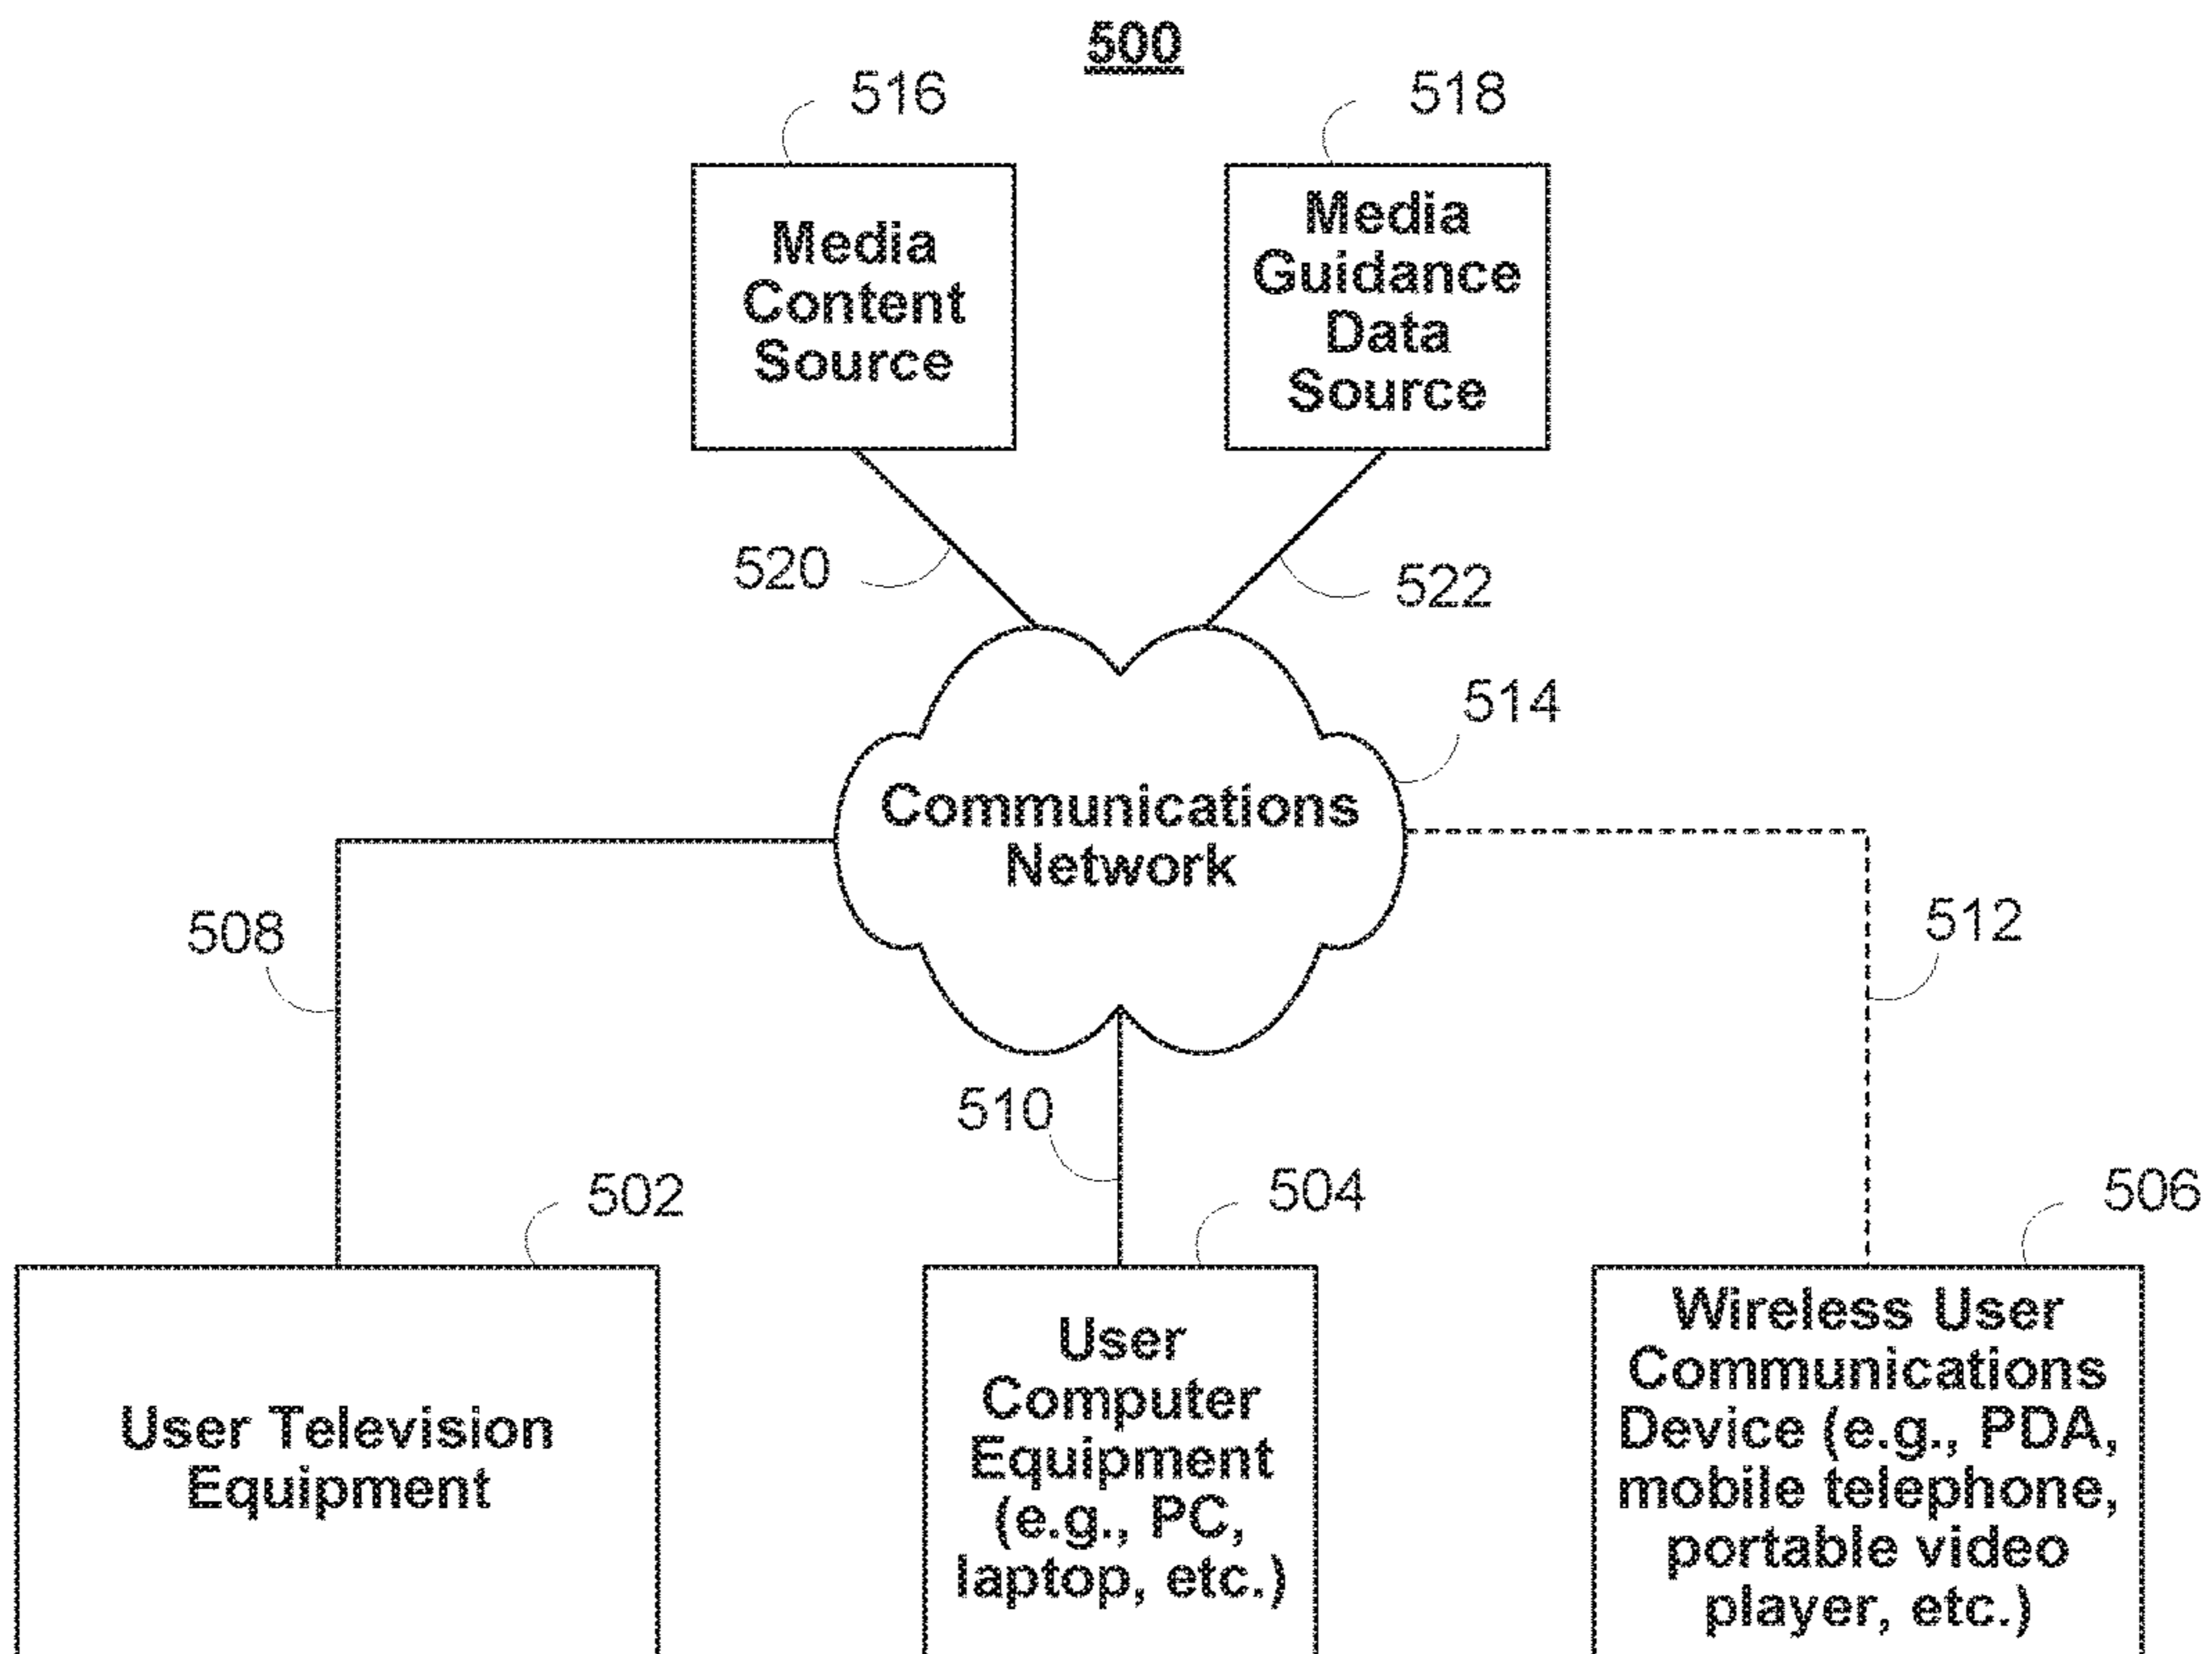 500
516
518
Media
Content
Source
Media
Guidance
Data
Source
520
522
514
Communications
Network
508
512
510
502
504
506
User Television
Equipment
User
Computer
Equipment
(e.g., PC,
laptop, etc.)
Wireless User
Communications
Device (e.g., PDA,
mobile telephone,
portable video
player, etc.)